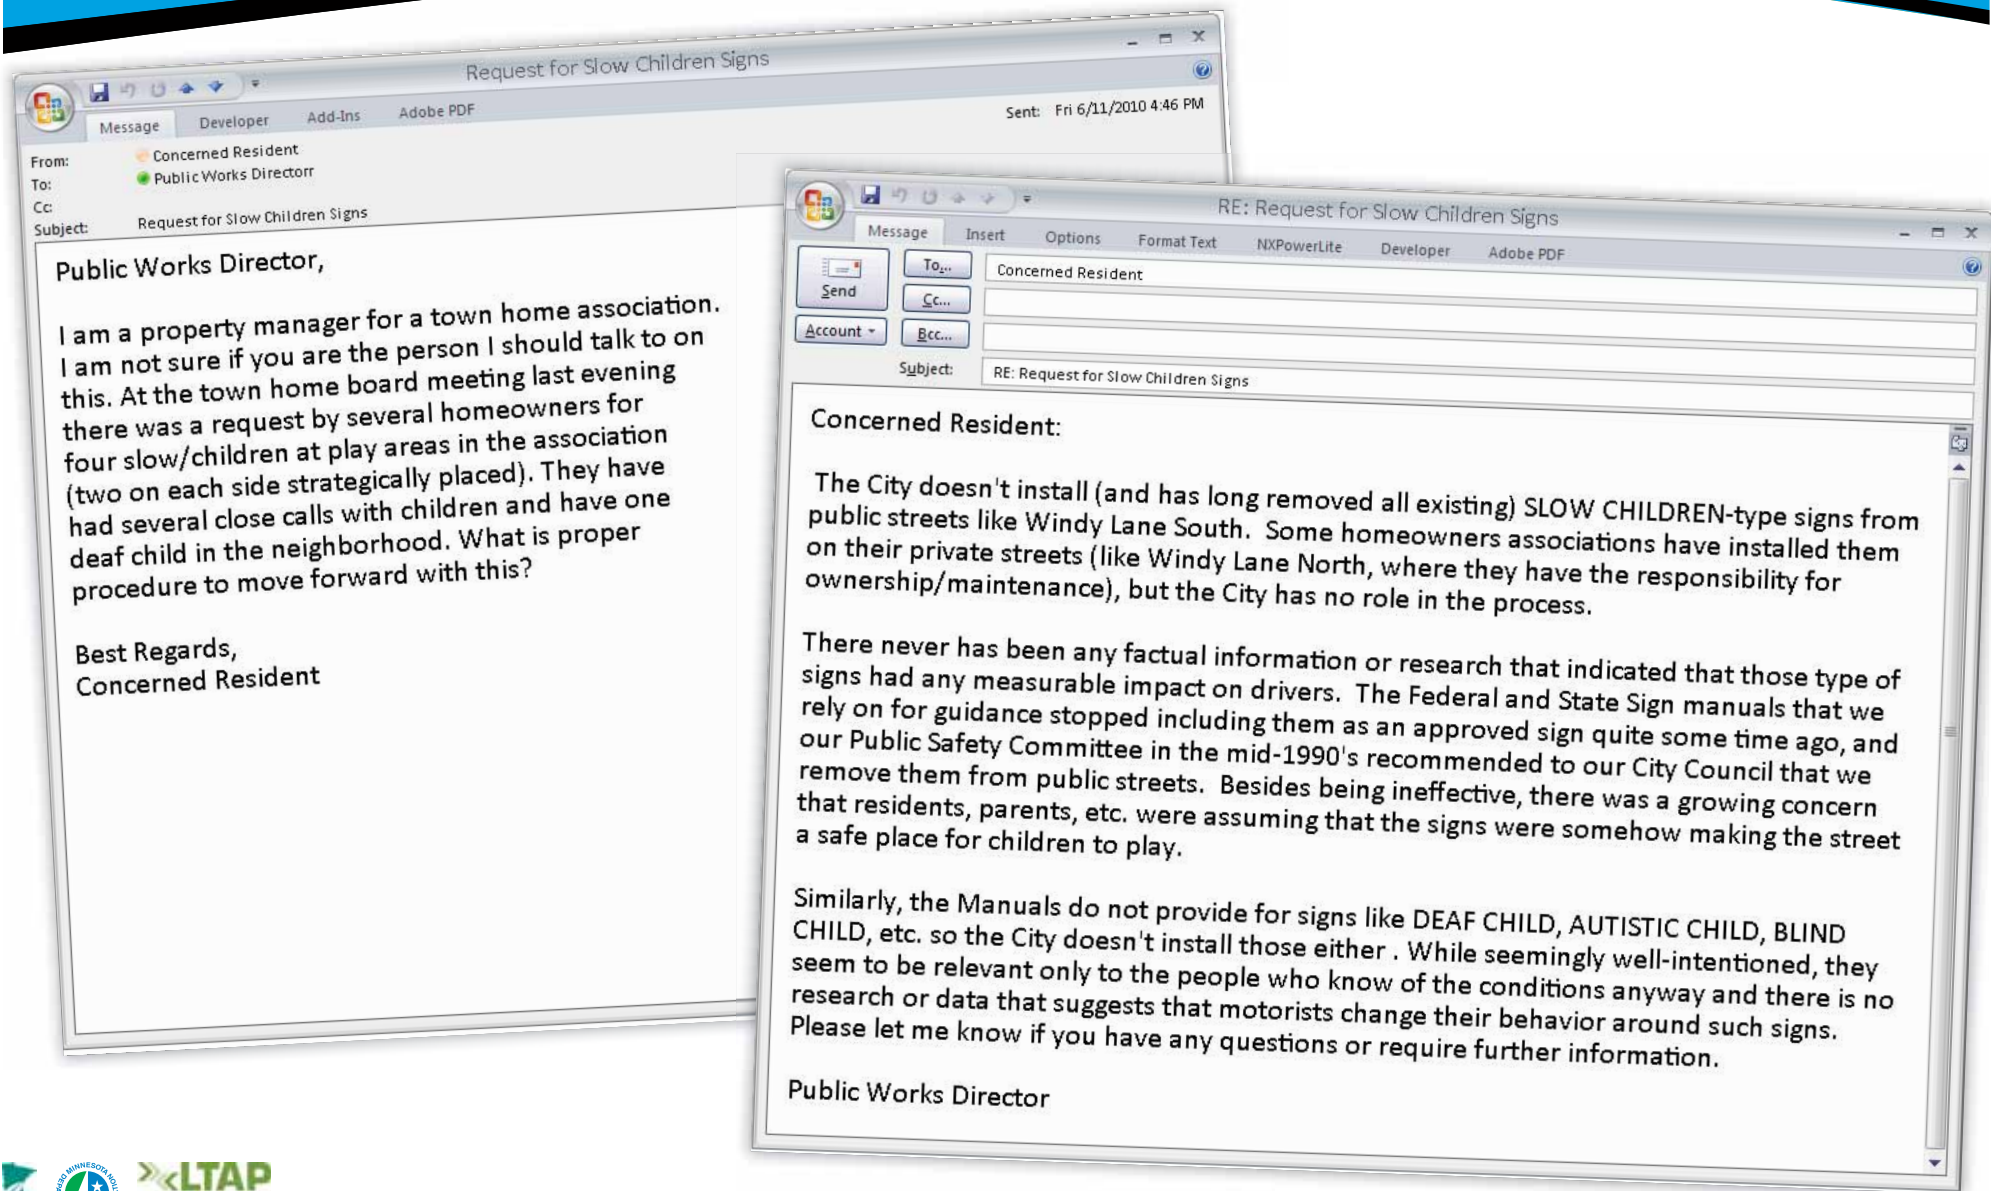 Request for Slow Children Signs
Message Developer Add-Ins Adobe PDF
Sent: Fri 6/11/2010 4:46 PM
From: Concerned Resident
To: Public Works Directorr
Cc:
Subject: Request for Slow Children Signs
Public Works Director,
I am a property manager for a town home association.
I am not sure if you are the person I should talk to on
this. At the town home board meeting last evening
there was a request by several homeowners for
four slow/children at play areas in the association
(two on each side strategically placed). They have
had several close calls with children and have one
deaf child in the neighborhood. What is proper
procedure to move forward with this?
Best Regards,
Concerned Resident
RE: Request for Slow Children Signs
Message Insert Options Format Text NXPowerLite Developer Adobe PDF
Send
Account
To... Concerned Resident
Cc...
Bcc...
Subject: RE: Request for Slow Children Signs
Concerned Resident:
The City doesn't install (and has long removed all existing) SLOW CHILDREN-type signs from
public streets like Windy Lane South. Some homeowners associations have installed them
on their private streets (like Windy Lane North, where they have the responsibility for
ownership/maintenance), but the City has no role in the process.
There never has been any factual information or research that indicated that those type of
signs had any measurable impact on drivers. The Federal and State Sign manuals that we
rely on for guidance stopped including them as an approved sign quite some time ago, and
our Public Safety Committee in the mid-1990's recommended to our City Council that we
remove them from public streets. Besides being ineffective, there was a growing concern
that residents, parents, etc. were assuming that the signs were somehow making the street
a safe place for children to play.
Similarly, the Manuals do not provide for signs like DEAF CHILD, AUTISTIC CHILD, BLIND
CHILD, etc. so the City doesn't install those either . While seemingly well-intentioned, they
seem to be relevant only to the people who know of the conditions anyway and there is no
research or data that suggests that motorists change their behavior around such signs.
Please let me know if you have any questions or require further information.
Public Works Director
MINNESOTA
LTAP